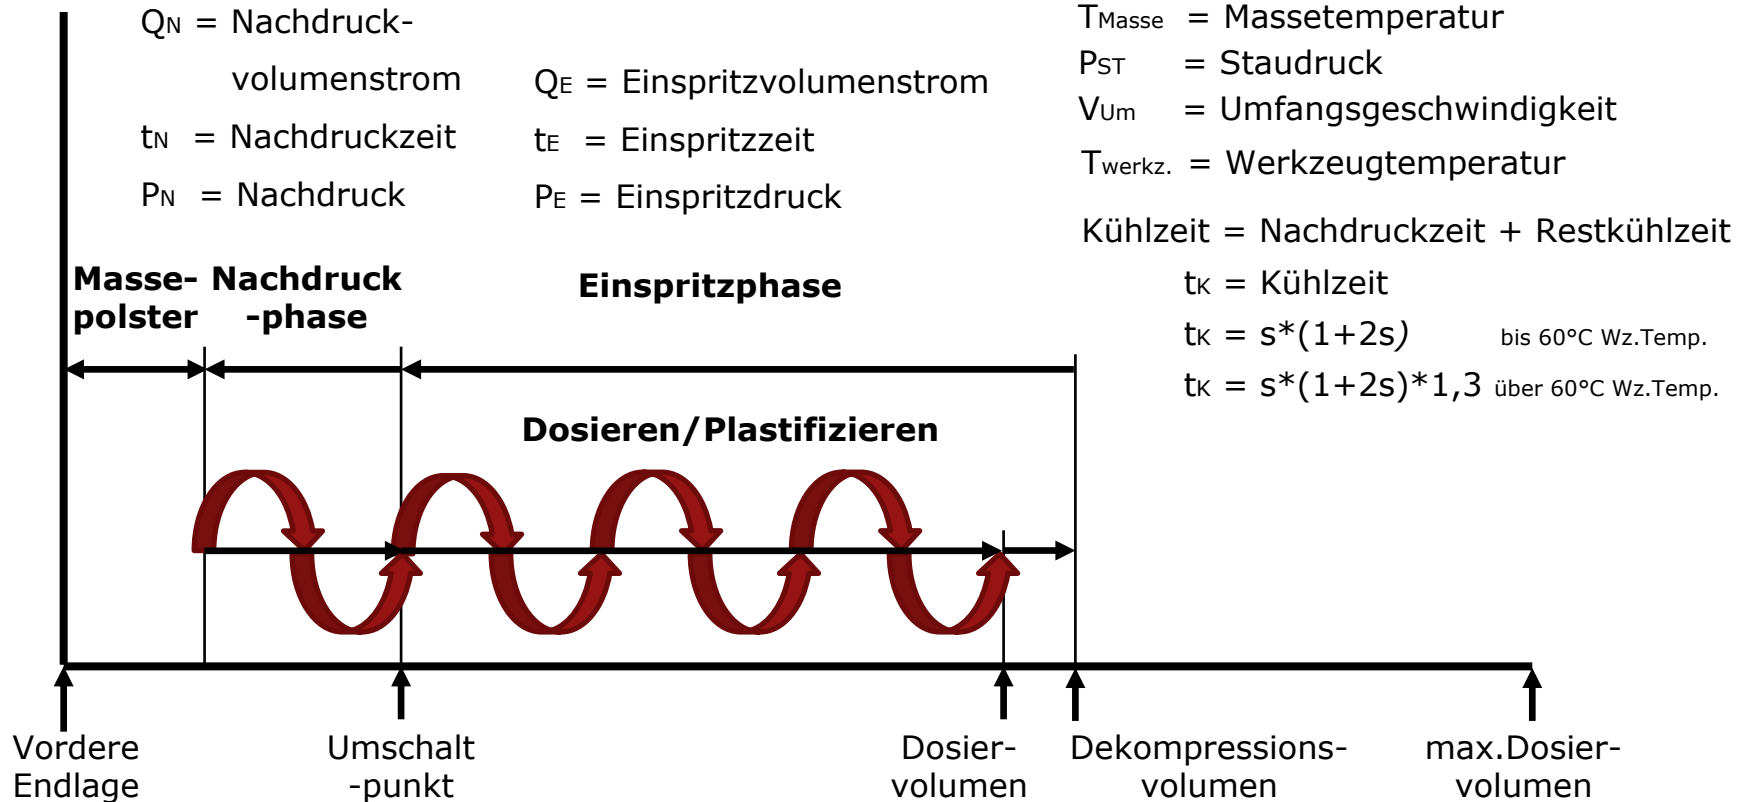 QN = Nachdruck-
volumenstrom
tN = Nachdruckzeit
PN = Nachdruck
QE = Einspritzvolumenstrom
tE = Einspritzzeit
PE = Einspritzdruck
TMasse = Massetemperatur
PST = Staudruck
VUm = Umfangsgeschwindigkeit
Twerkz. = Werkzeugtemperatur
Kühlzeit = Nachdruckzeit + Restkühlzeit
tK = Kühlzeit
tK = s*(1+2s) bis 60°C Wz.Temp.
tK = s*(1+2s)*1,3 über 60°C Wz.Temp.
Masse-
polster
Nachdruck
-phase
Einspritzphase
Dosieren/Plastifizieren
Vordere
Endlage
Umschalt
-punkt
Dosier-
volumen
Dekompressions-
volumen
max.Dosier-
volumen